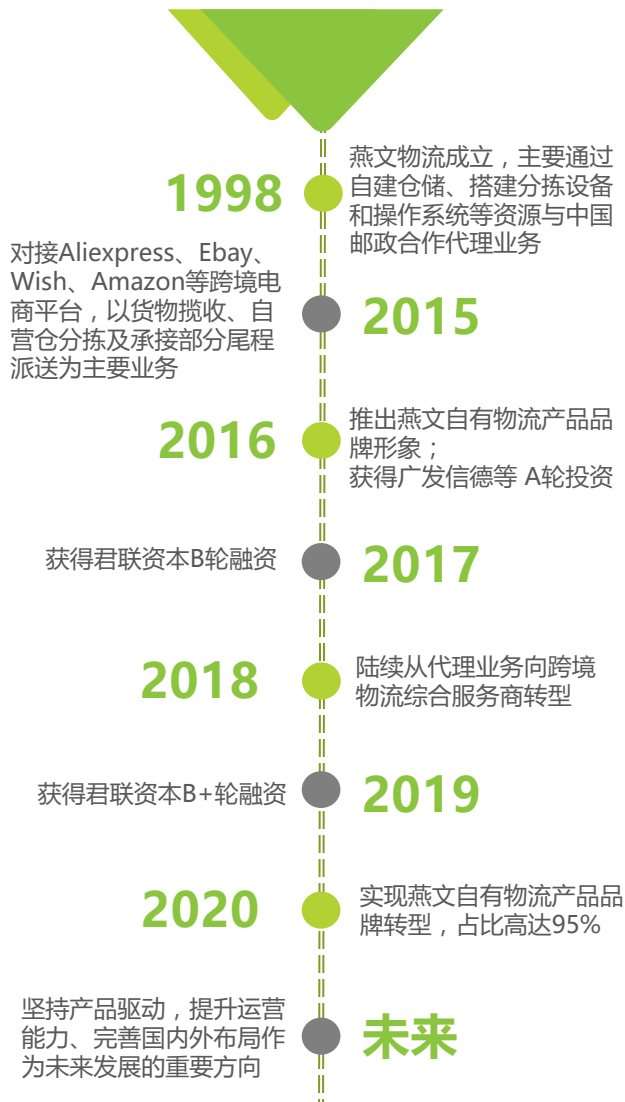 1998
燕文物流成立，主要通过
自建仓储、搭建分拣设备
和操作系统等资源与中国
邮政合作代理业务
对接Aliexpress、Ebay、
Wish、Amazon等跨境电
商平台，以货物揽收、自
营仓分拣及承接部分尾程
派送为主要业务
2015
2016
推出燕文自有物流产品品
牌形象；
获得广发信德等 A轮投资
获得君联资本B轮融资
2017
2018
陆续从代理业务向跨境
物流综合服务商转型
获得君联资本B+轮融资
2019
2020
实现燕文自有物流产品品
牌转型，占比高达95%
坚持产品驱动，提升运营
能力、完善国内外布局作
为未来发展的重要方向
未来